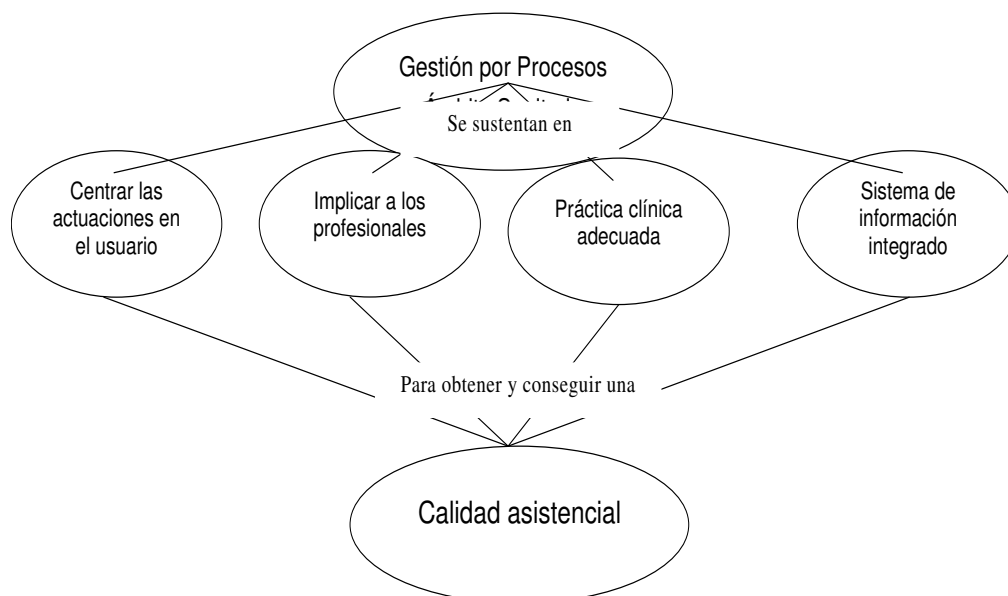 Gestión por Procesos
Se sustentan en
Centrar las
actuaciones en
el usuario
Implicar a los
profesionales
Práctica clínica
adecuada
Sistema de
información
integrado
Para obtener y conseguir una
Calidad asistencial